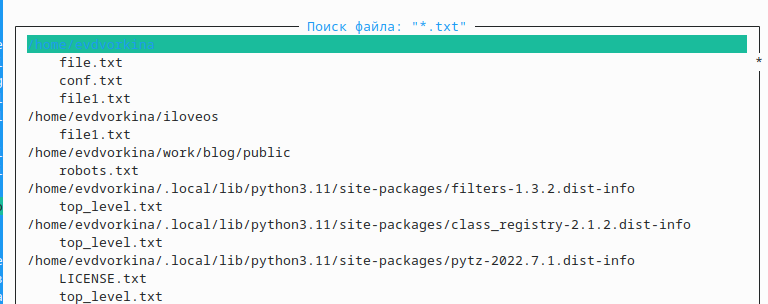 Поиск файла: "*.txt"
/home/evdvorkina
file.txt
*
conf.txt
file1.txt
/home/evdvorkina/iloveos
file1.txt
/home/evdvorkina/work/blog/public
robots.txt
/home/evdvorkina/.local/lib/python3.11/site-packages/filters-1.3.2.dist-info
top_level.txt
/home/evdvorkina/.local/lib/python3.11/site-packages/class_registry-2.1.2.dist-info
top_level.txt
/home/evdvorkina/.local/lib/python3.11/site-packages/pytz-2022.7.1.dist-info
LICENSE.txt
top_level.txt